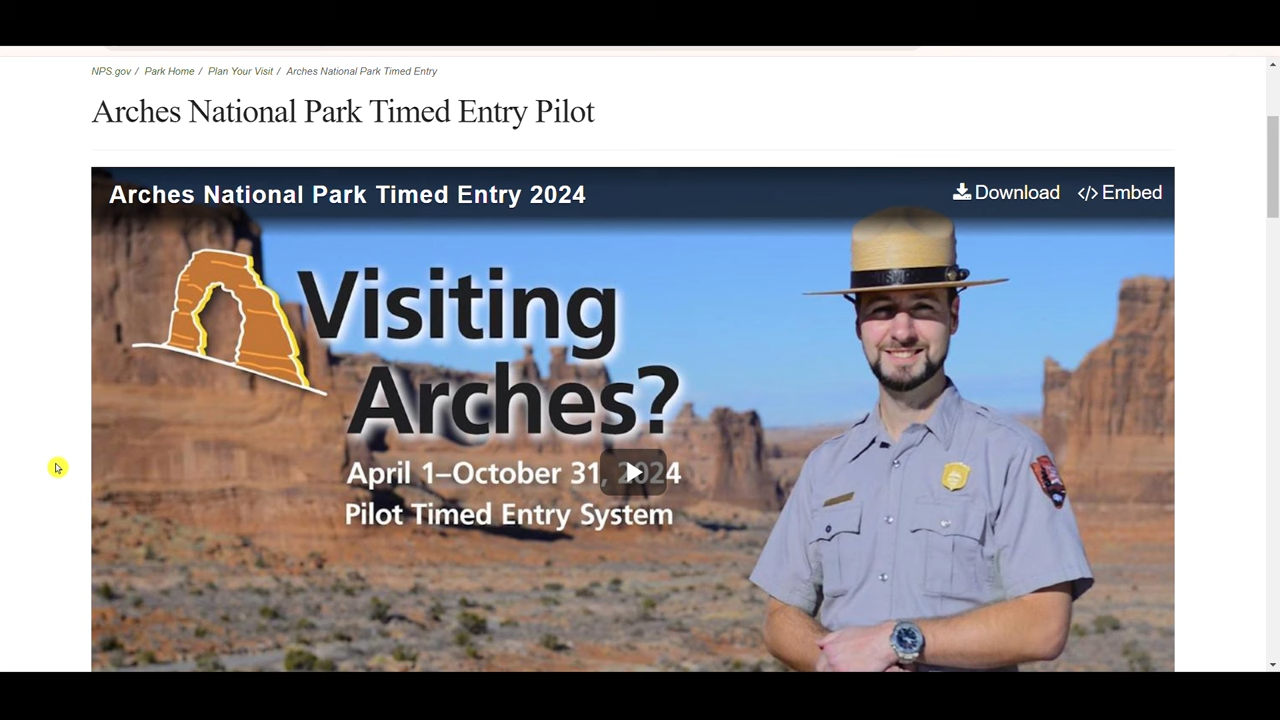 NPS.gov / Park Home / Plan Your Visit / Arches National Park Timed Entry
Arches National Park Timed Entry Pilot
Arches National Park Timed Entry 2024
Download
</> Embed
Visiting
Arches?
April 1–October 31, 2024
Pilot Timed Entry System